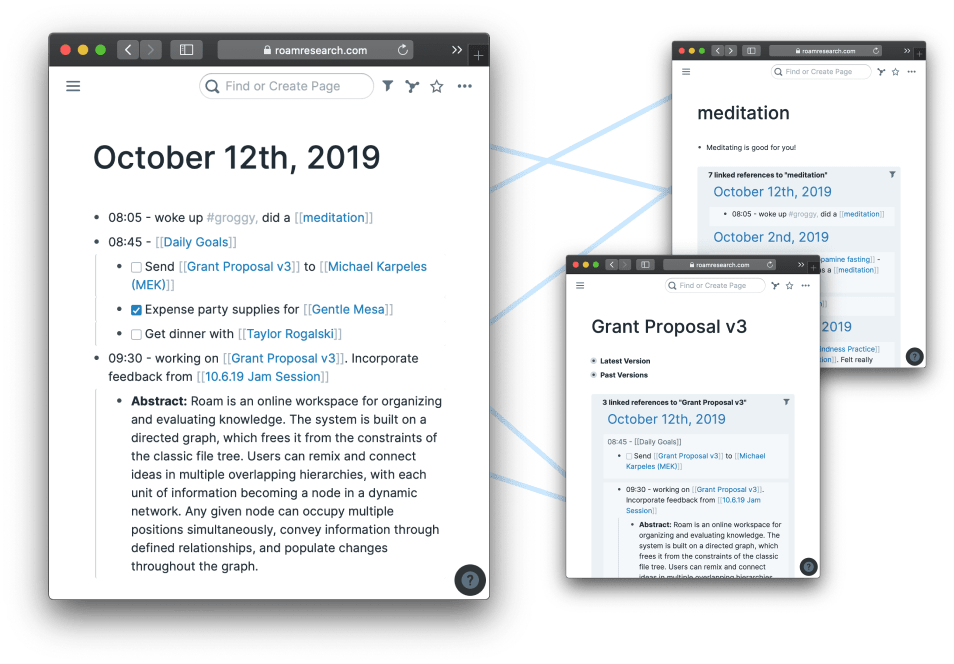 roamresearch.com
Find or Create Page
October 12th, 2019
08:05 - woke up #groggy, did a [[meditation]]
08:45 - [[Daily Goals]]
Send [[Grant Proposal v3]] to [[Michael Karpeles
(MEK)]]
Expense party supplies for [[Gentle Mesa]]
Get dinner with [[Taylor Rogalski]]
09:30 - working on [[Grant Proposal v3]]. Incorporate
feedback from [[10.6.19 Jam Session]]
Abstract: Roam is an online workspace for organizing
and evaluating knowledge. The system is built on a
directed graph, which frees it from the constraints of
the classic file tree. Users can remix and connect
ideas in multiple overlapping hierarchies, with each
unit of information becoming a node in a dynamic
network. Any given node can occupy multiple
positions simultaneously, convey information through
defined relationships, and populate changes
throughout the graph.
?
roamresearch.com
Find or Create Page
meditation
Meditating is good for you!
7 linked references to "meditation"
October 12th, 2019
08:05 - woke up #groggy, did a [[meditation]]
October 2nd, 2019
fasting]] -
a [[meditation]]
2019
Practice]]
. Felt really
?
roamresearch.com
Find or Create Page
Grant Proposal v3
Latest Version
Past Versions
3 linked references to "Grant Proposal v3"
October 12th, 2019
08:45 - [[Daily Goals]]
Send [[Grant Proposal v3]] to [[Michael
Karpeles (MEK)]]
09:30 - working on [[Grant Proposal v3]].
Incorporate feedback from [[10.6.19 Jam
Session]]
Abstract: Roam is an online workspace for
organizing and evaluating knowledge. The
system is built on a directed graph, which
frees it from the constraints of the classic
file tree. Users can remix and connect
ideas in multiple overlapping hierarchies,
?